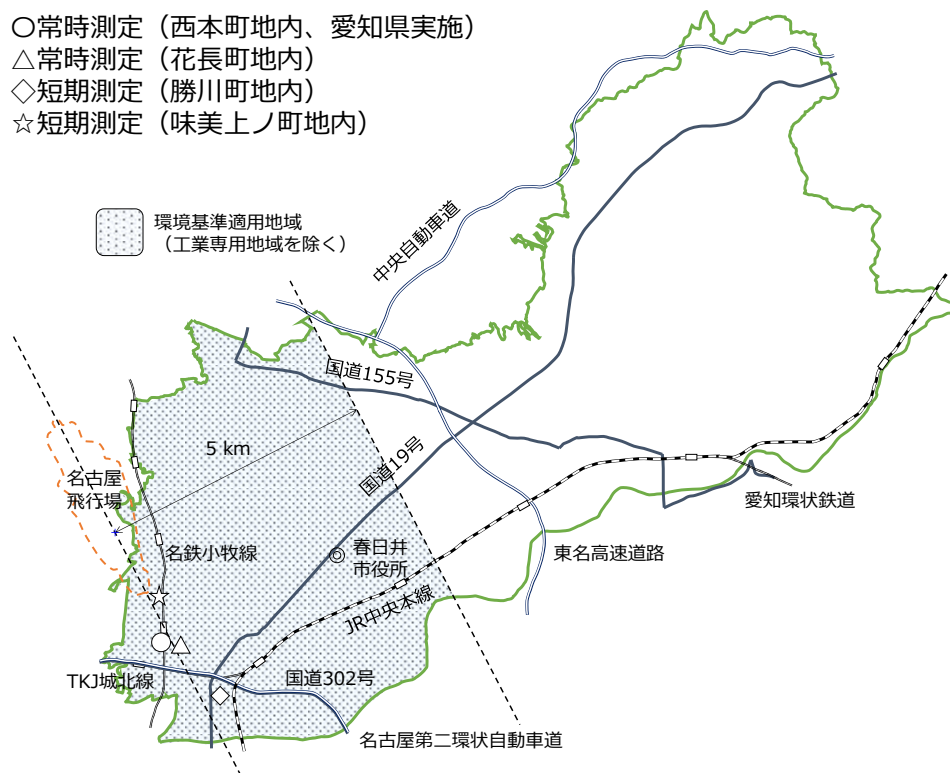 ○常時測定（西本町地内、愛知県実施）
△常時測定（花長町地内）
◇短期測定（勝川町地内）
☆短期測定（味美上ノ町地内）
環境基準適用地域
（工業専用地域を除く）
中央自動車道
国道155号
5 km
国道19号
名古屋
飛行場
愛知環状鉄道
名鉄小牧線
春日井
市役所
東名高速道路
JR中央本線
TKJ城北線
国道302号
名古屋第二環状自動車道